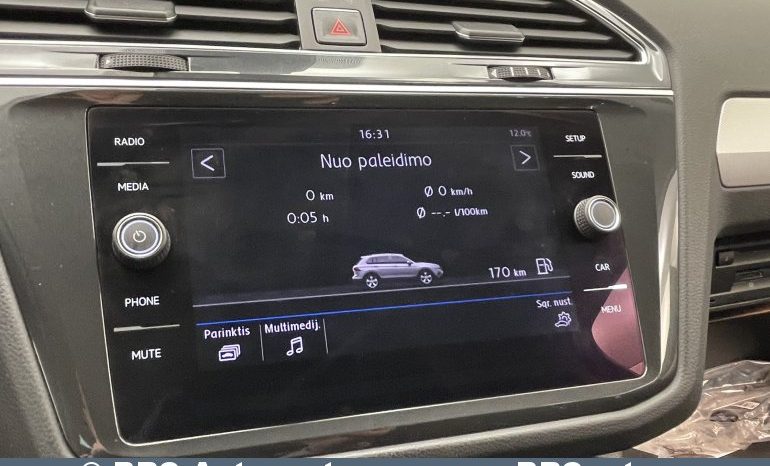 RADIO
MEDIA
PHONE
MUTE
16:31
12.0°C
<
Nuo paleidimo
>
0 km
Ø 0 km/h
0:05 h
Ø --.- l/100km
170 km
Sąr. nust.
Parinktis
Multimedij.
SETUP
SOUND
CAR
MENU